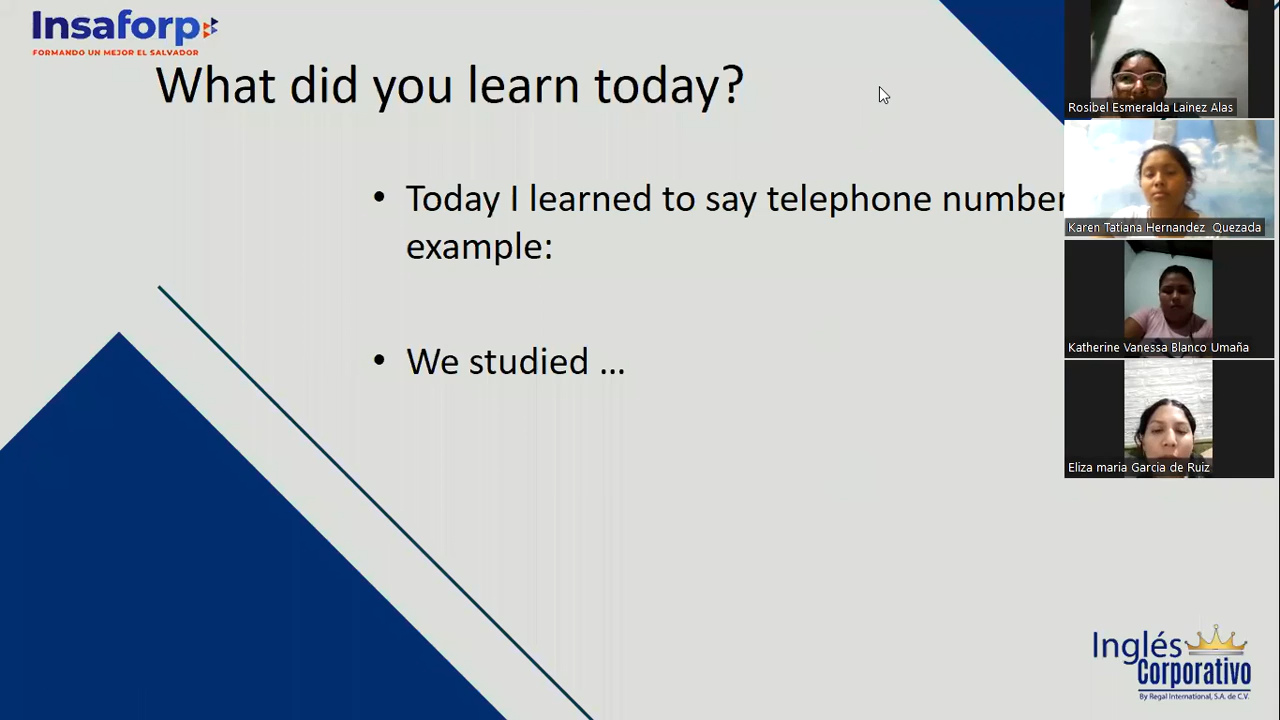 Insaforp
FORMANDO UN MEJOR EL SALVADOR
What did you learn today?
• Today I learned to say telephone number
example:
• We studied ...
Rosibel Esmeralda Lainez Alas
Karen Tatiana Hernandez Quezada
Katherine Vanessa Blanco Umaña
Eliza maria Garcia de Ruiz
Inglés
Corporativo
By Regal International, S.A. de C.V.